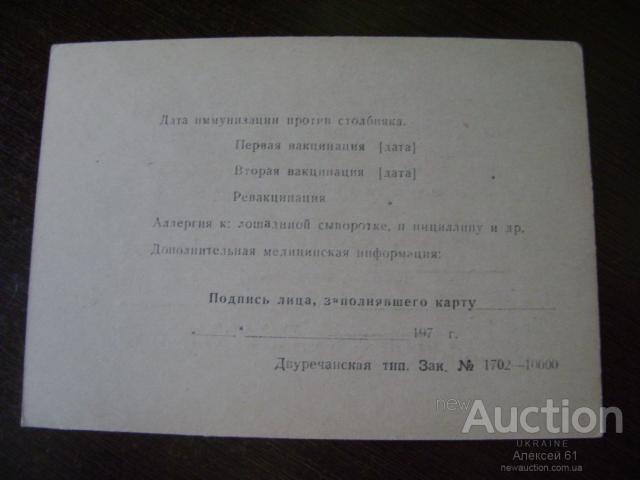 Дата иммунизации против столбняка.
Первая вакцинация [дата]
Вторая вакцинация [дата]
Ревакцинация
Аллергия к: лошадиной сыворотке, п нициллину и др.
Дополнительная медицинская информация:
Подпись лица, заполнявшего карту
197 г.
Двуречанская тип. Зак. № 1702—10000
new Auction
UKRAINE
Алексей 61
newauction.com.ua